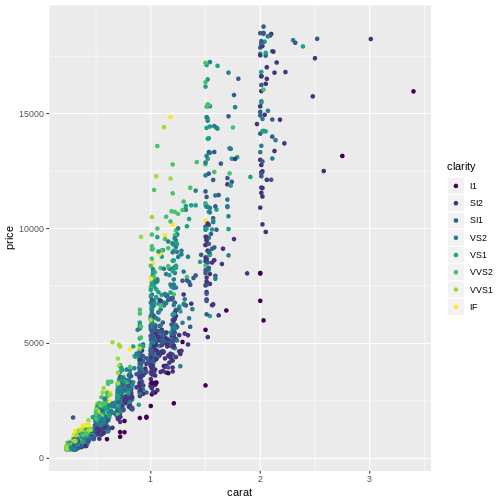 15000
10000
5000
0
price
1
2
3
carat
clarity
I1
SI2
SI1
VS2
VS1
VVS2
VVS1
IF